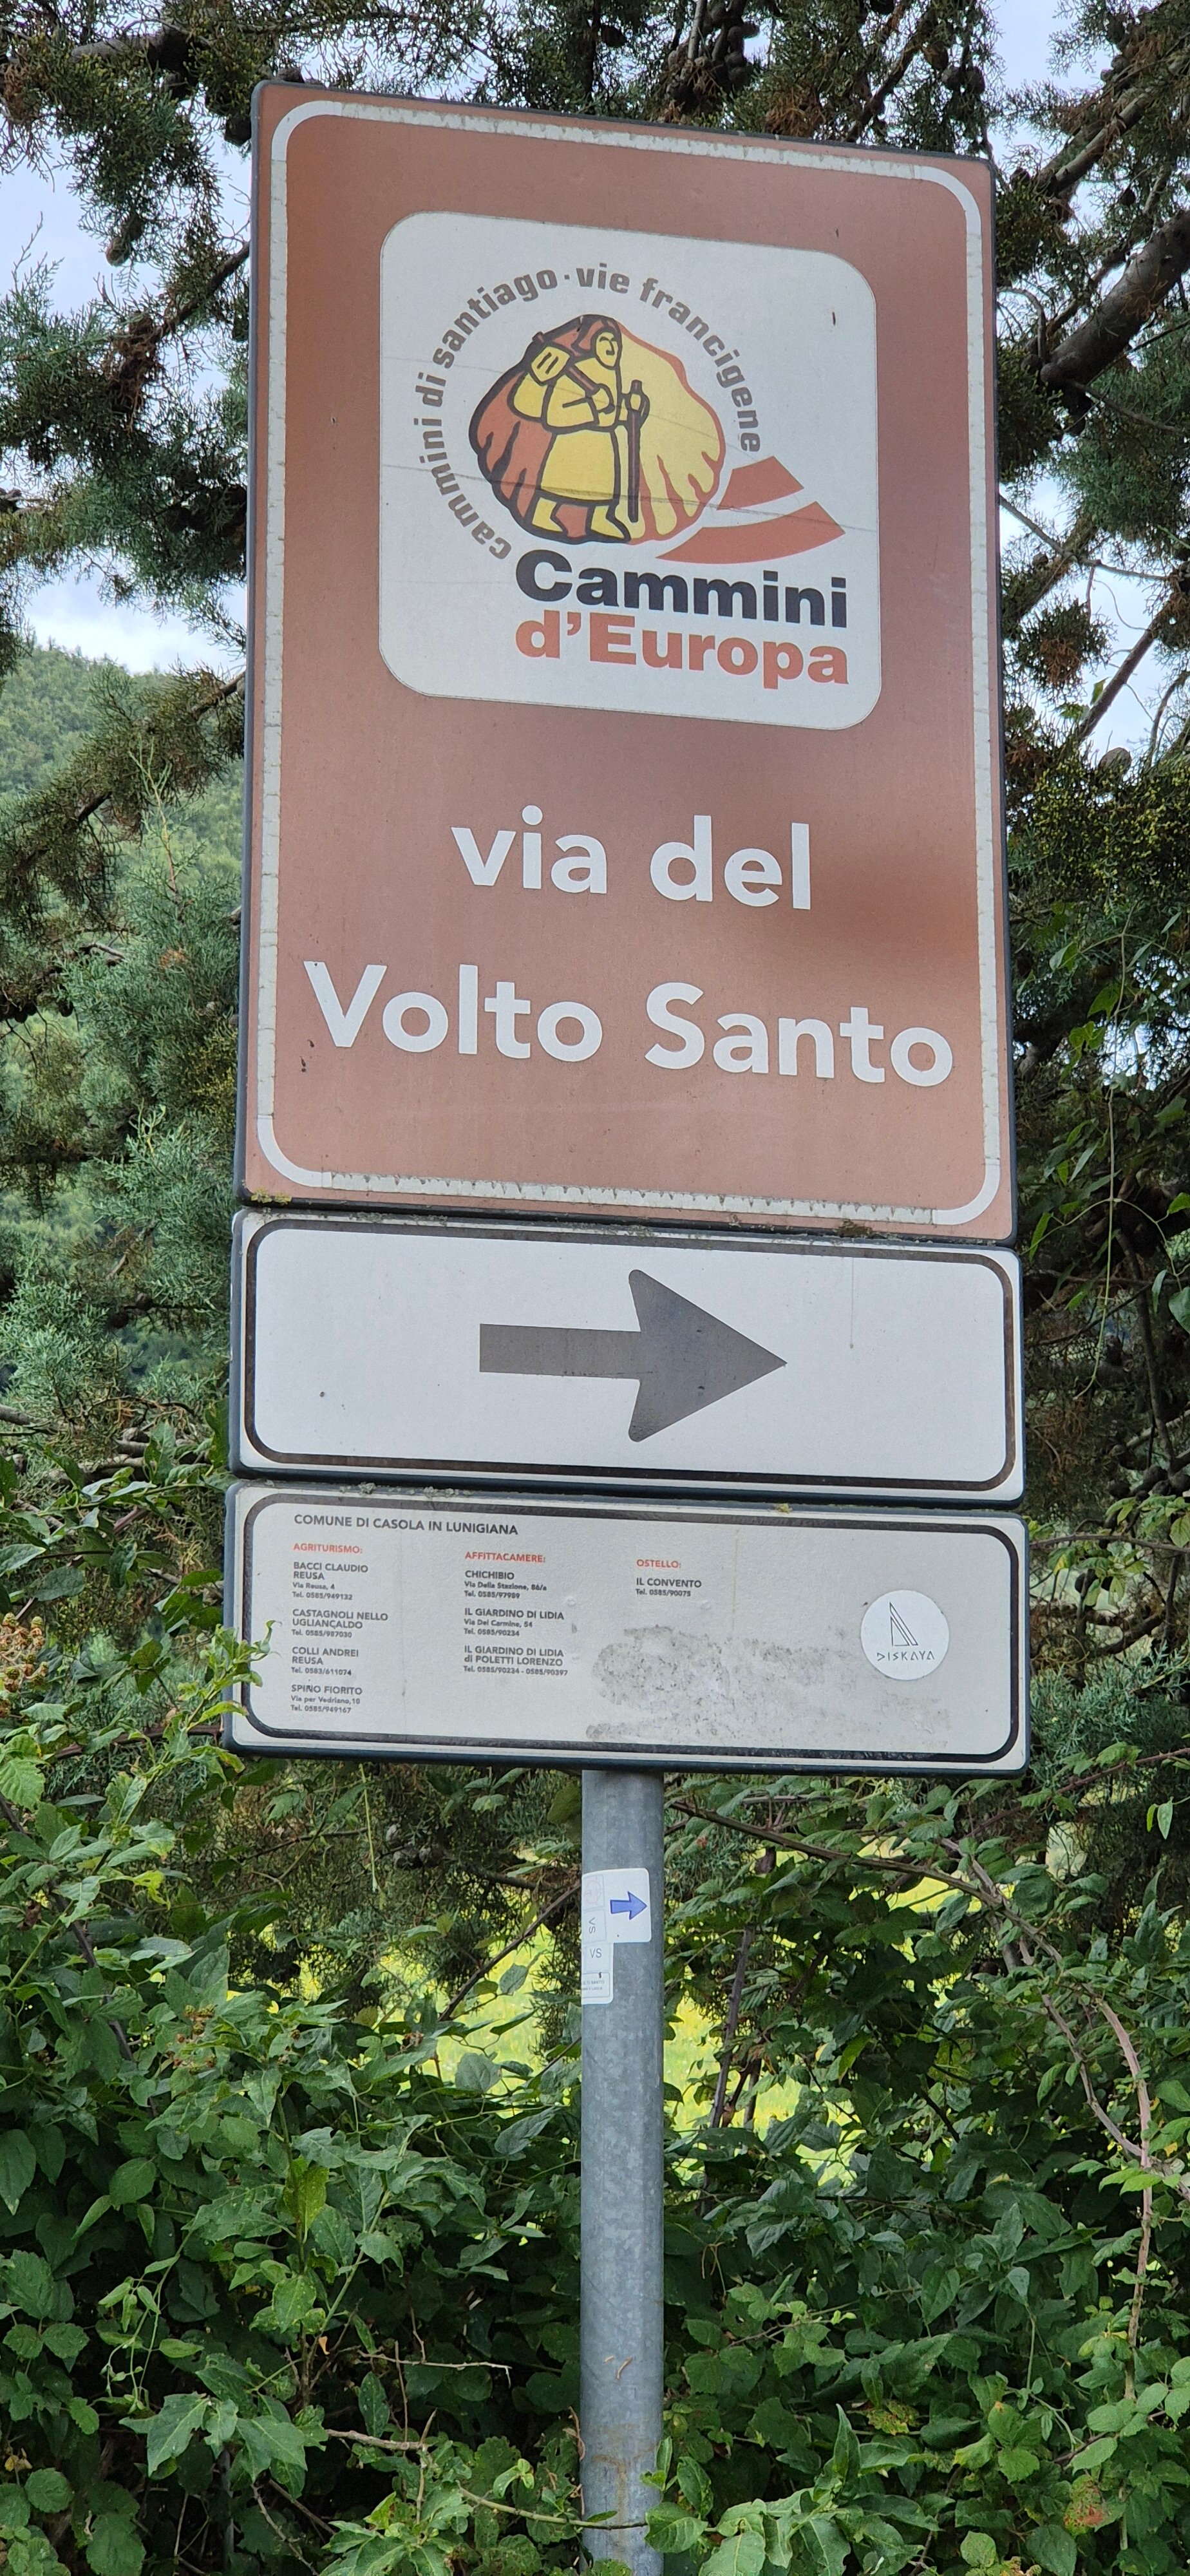 cammini di santiago · vie francigene
Cammini
d'Europa
via del
Volto Santo
COMUNE DI CASOLA IN LUNIGIANA
AGRITURISMO:
BACCI CLAUDIO
REUSA
Via Reusa, 4
Tel. 0585/949132
CASTAGNOLI NELLO
UGLIANCALDO
Tel. 0585/987030
COLLI ANDREI
REUSA
Tel. 0583/611074
SPINO FIORITO
Via per Vedriano,10
Tel. 0585/949167
AFFITTACAMERE:
CHICHIBIO
Via Della Stazione, 86/a
Tel. 0585/97989
IL GIARDINO DI LIDIA
Via Del Carmine, 54
Tel. 0585/90234
IL GIARDINO DI LIDIA
di POLETTI LORENZO
Tel. 0585/90234 - 0585/90397
OSTELLO:
IL CONVENTO
Tel. 0585/90075
DISKAYA
VS
VS